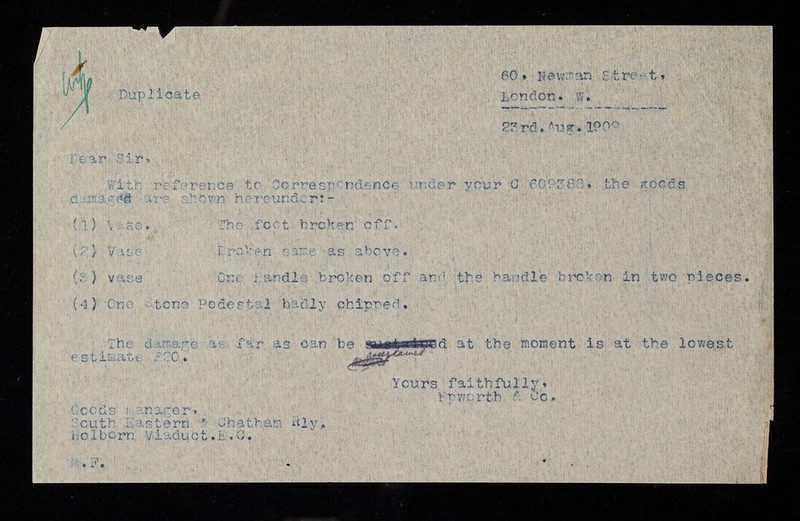 60. Newman Street.
Duplicate
London. W.
23rd. Aug. 1909
Dear Sir,
With reference to Correspondence under your C 609388, the goods
damaged are shown hereunder:-
(1) Vase. The foot broken off.
(2) Vase Broken same as above.
(3) vase One handle broken off and the handle broken in two pieces.
(4) One Stone Pedestal badly chipped.
The damage as far as can be ascertained at the moment is at the lowest
estimate £20.
Yours faithfully,
Epworth & Co.
Goods manager,
South Eastern & Chatham Rly,
Holborn Viaduct.E.C.
M.F.